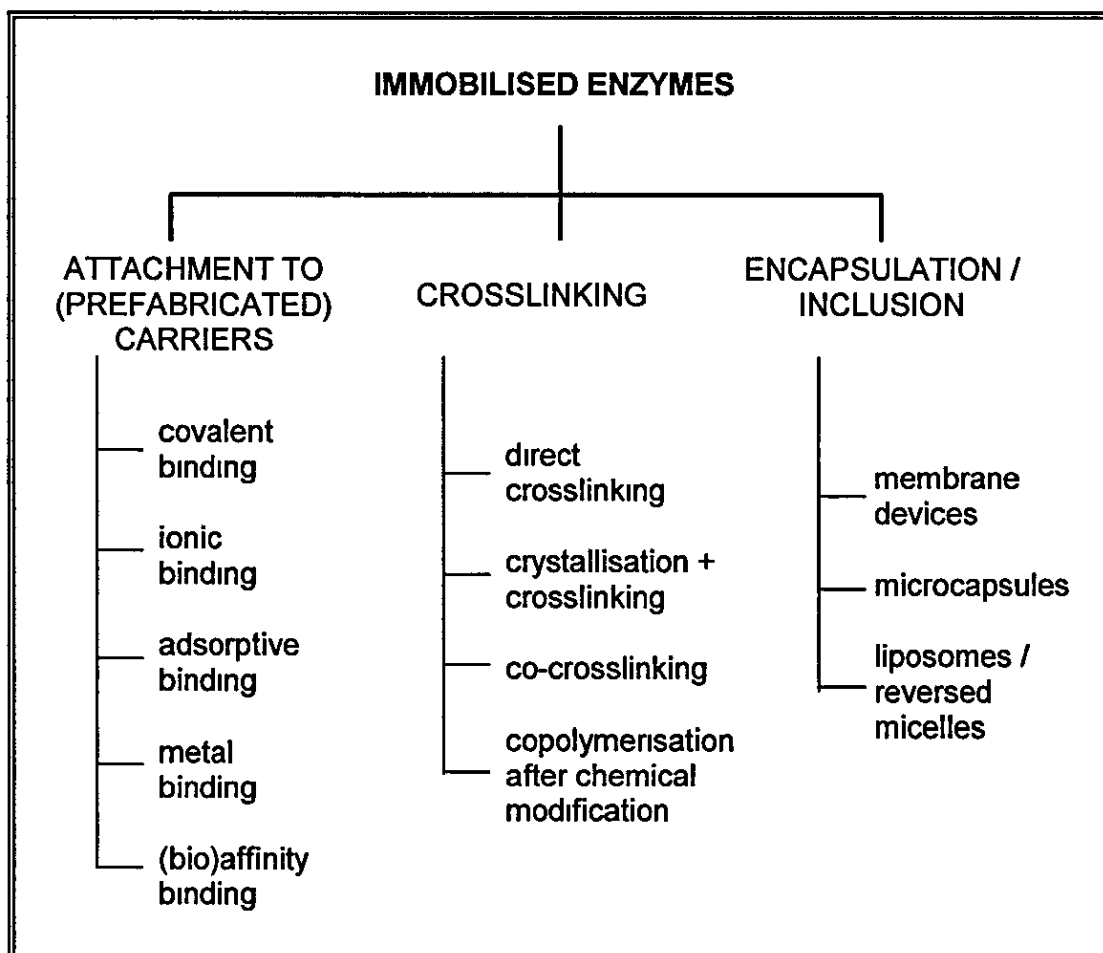 IMMOBILISED ENZYMES
ATTACHMENT TO
(PREFABRICATED)
CARRIERS
covalent
binding
ionic
binding
adsorptive
binding
metal
binding
(bio)affinity
binding
CROSSLINKING
direct
crosslinking
crystallisation +
crosslinking
co-crosslinking
copolymerisation
after chemical
modification
ENCAPSULATION /
INCLUSION
membrane
devices
microcapsules
liposomes /
reversed
micelles